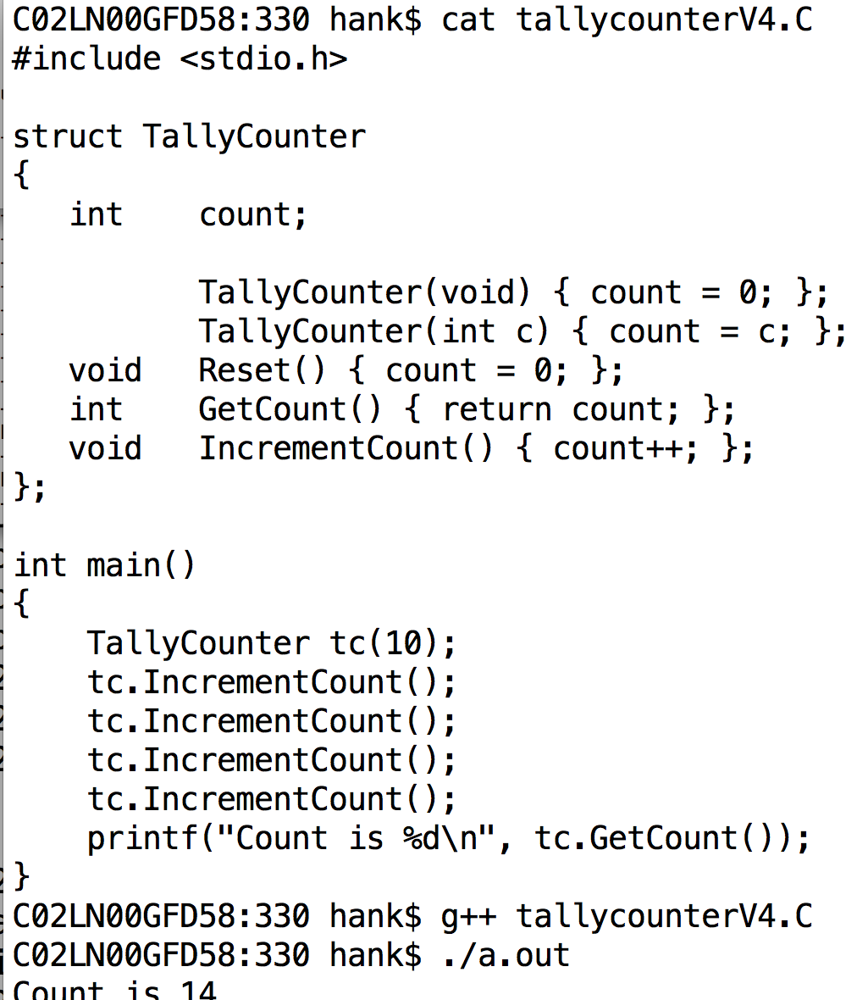 C02LN00GFD58:330 hank$ cat tallycounterV4.C
#include <stdio.h>
struct TallyCounter
{
int count;
TallyCounter(void) { count = 0; };
TallyCounter(int c) { count = c; };
void Reset() { count = 0; };
int GetCount() { return count; };
void IncrementCount() { count++; };
};
int main()
{
TallyCounter tc(10);
tc.IncrementCount();
tc.IncrementCount();
tc.IncrementCount();
tc.IncrementCount();
printf("Count is %d\n", tc.GetCount());
}
C02LN00GFD58:330 hank$ g++ tallycounterV4.C
C02LN00GFD58:330 hank$ ./a.out
Count is 14